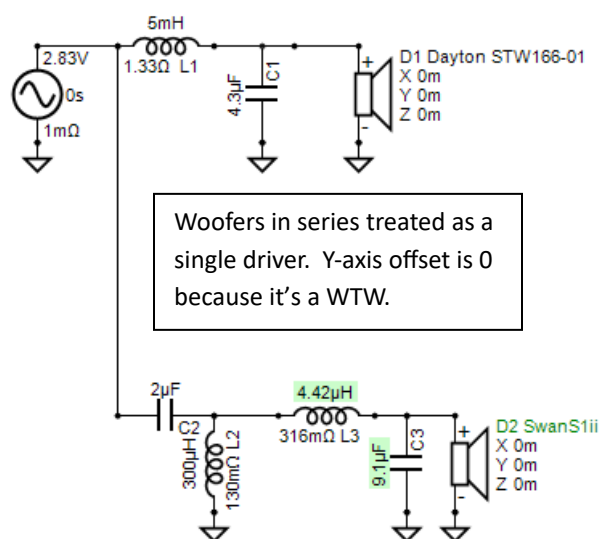 5mH
2.83V
1.33Ω L1
0s
1mΩ
4.3µF
C1
+
-
D1 Dayton STW166-01
X 0m
Y 0m
Z 0m
Woofers in series treated as a
single driver. Y-axis offset is 0
because it's a WTW.
2µF
C2
300µH
L2
130mΩ
4.42µH
316mΩ L3
9.1µF
C3
+
-
D2 SwanS1ii
X 0m
Y 0m
Z 0m